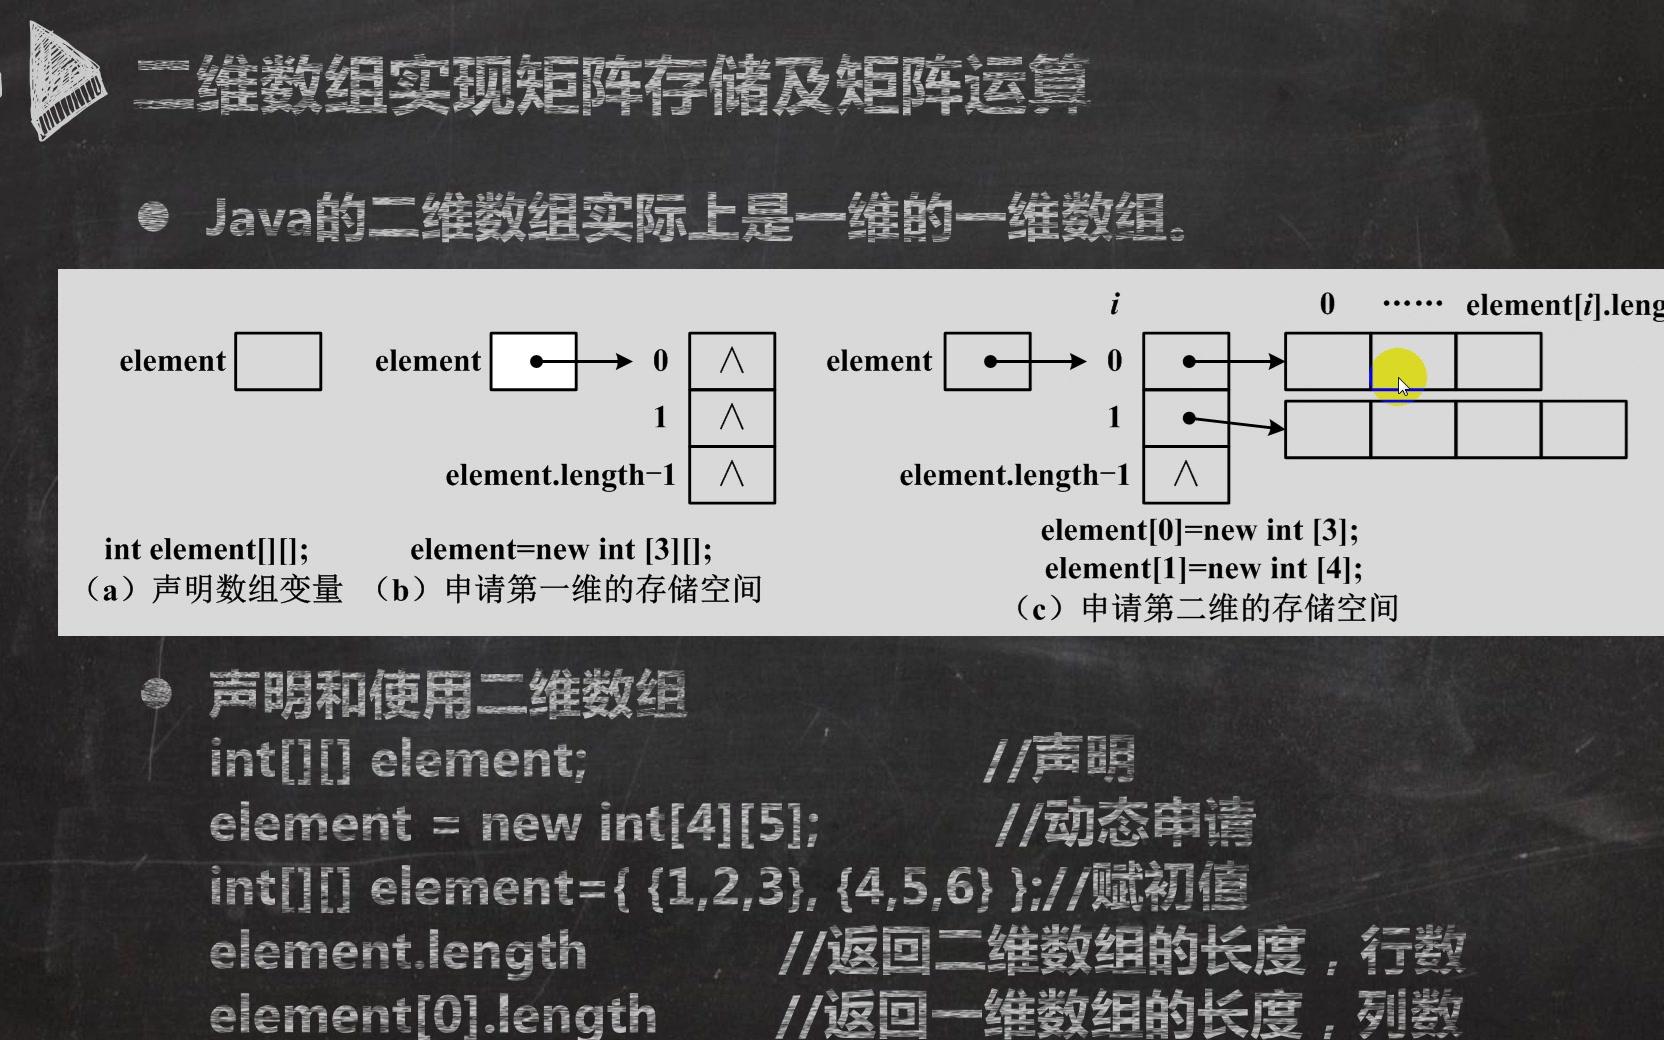 二维数组实现矩阵存储及矩阵运算
Java的二维数组实际上是一维的一维数组。
i 0 …… element[i].leng
element element 0 ∧ element 0
1 ∧ 1
element.length−1 ∧ element.length−1 ∧
int element[][];
（a）声明数组变量
element=new int [3][];
（b）申请第一维的存储空间
element[0]=new int [3];
element[1]=new int [4];
（c）申请第二维的存储空间
声明和使用二维数组
int[][] element; //声明
element = new int[4][5]; //动态申请
int[][] element={ {1,2,3}, {4,5,6} };//赋初值
element.length //返回二维数组的长度，行数
element[0].length //返回一维数组的长度，列数